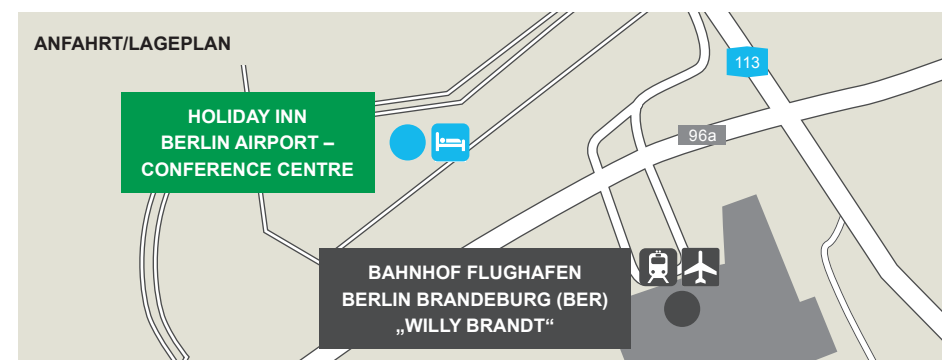 ANFAHRT/LAGEPLAN
113
HOLIDAY INN
BERLIN AIRPORT –
CONFERENCE CENTRE
96a
BAHNHOF FLUGHAFEN
BERLIN BRANDEBURG (BER)
„WILLY BRANDT“